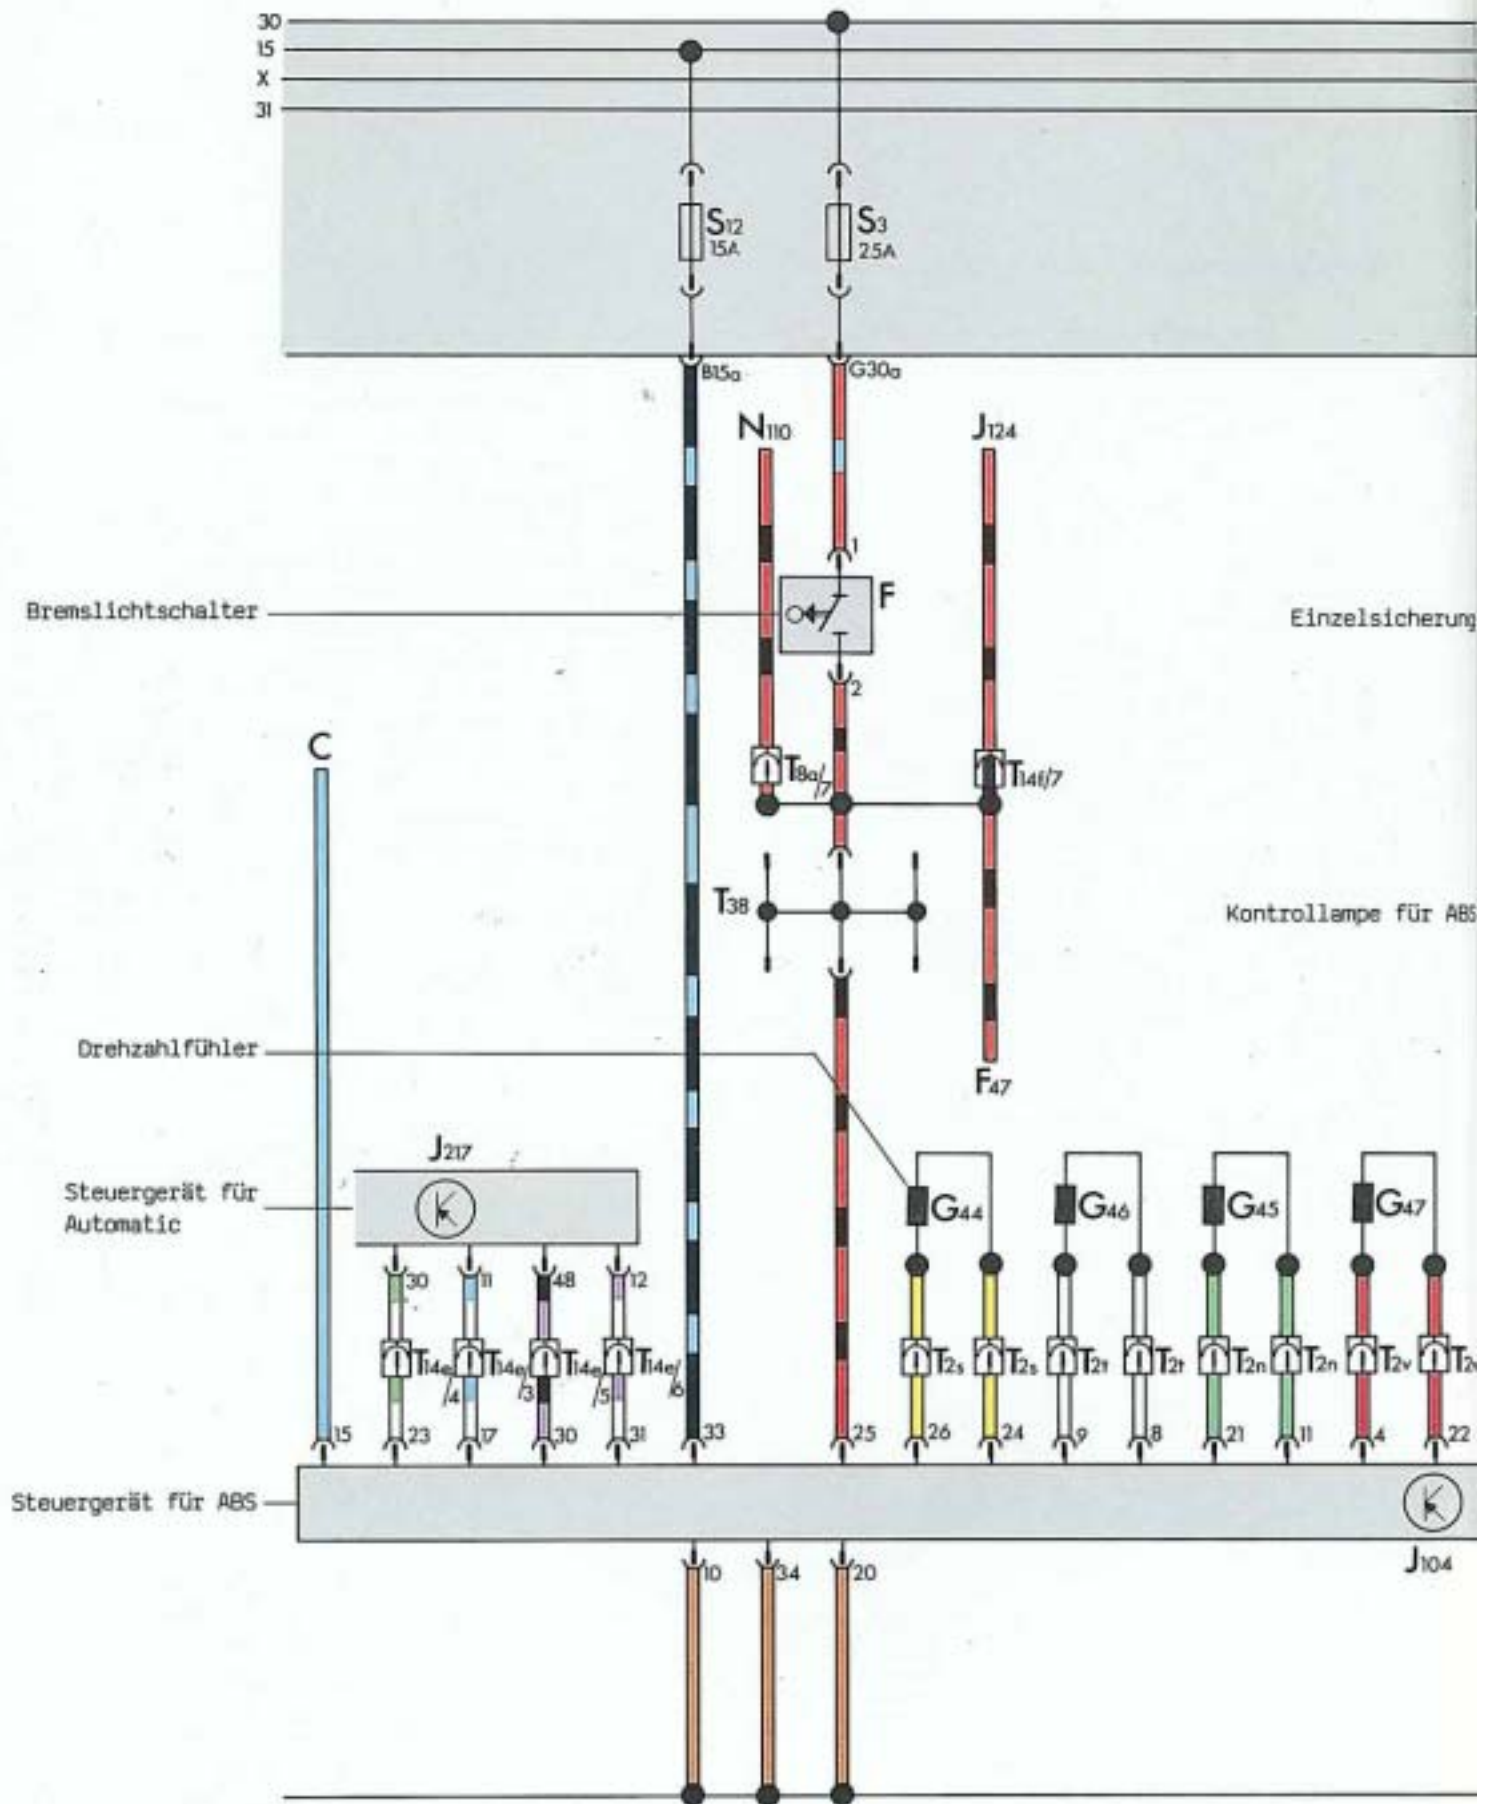 30
15
X
31
S12
15A
S3
25A
B15a
G30a
N110
J124
1
Bremslichtschalter
F
Einzelsicherung
2
C
T8a/7
T14f/7
T38
Kontrollampe für ABS
Drehzahlfühler
F47
J217
Steuergerät für
Automatic
G44
G46
G45
G47
30
11
48
12
T14e/4
T14e/3
T14e/5
T14e/6
T2s
T2s
T2t
T2t
T2n
T2n
T2v
T2v
15
23
17
30
31
33
25
26
24
9
8
21
11
4
22
Steuergerät für ABS
J104
10
34
20